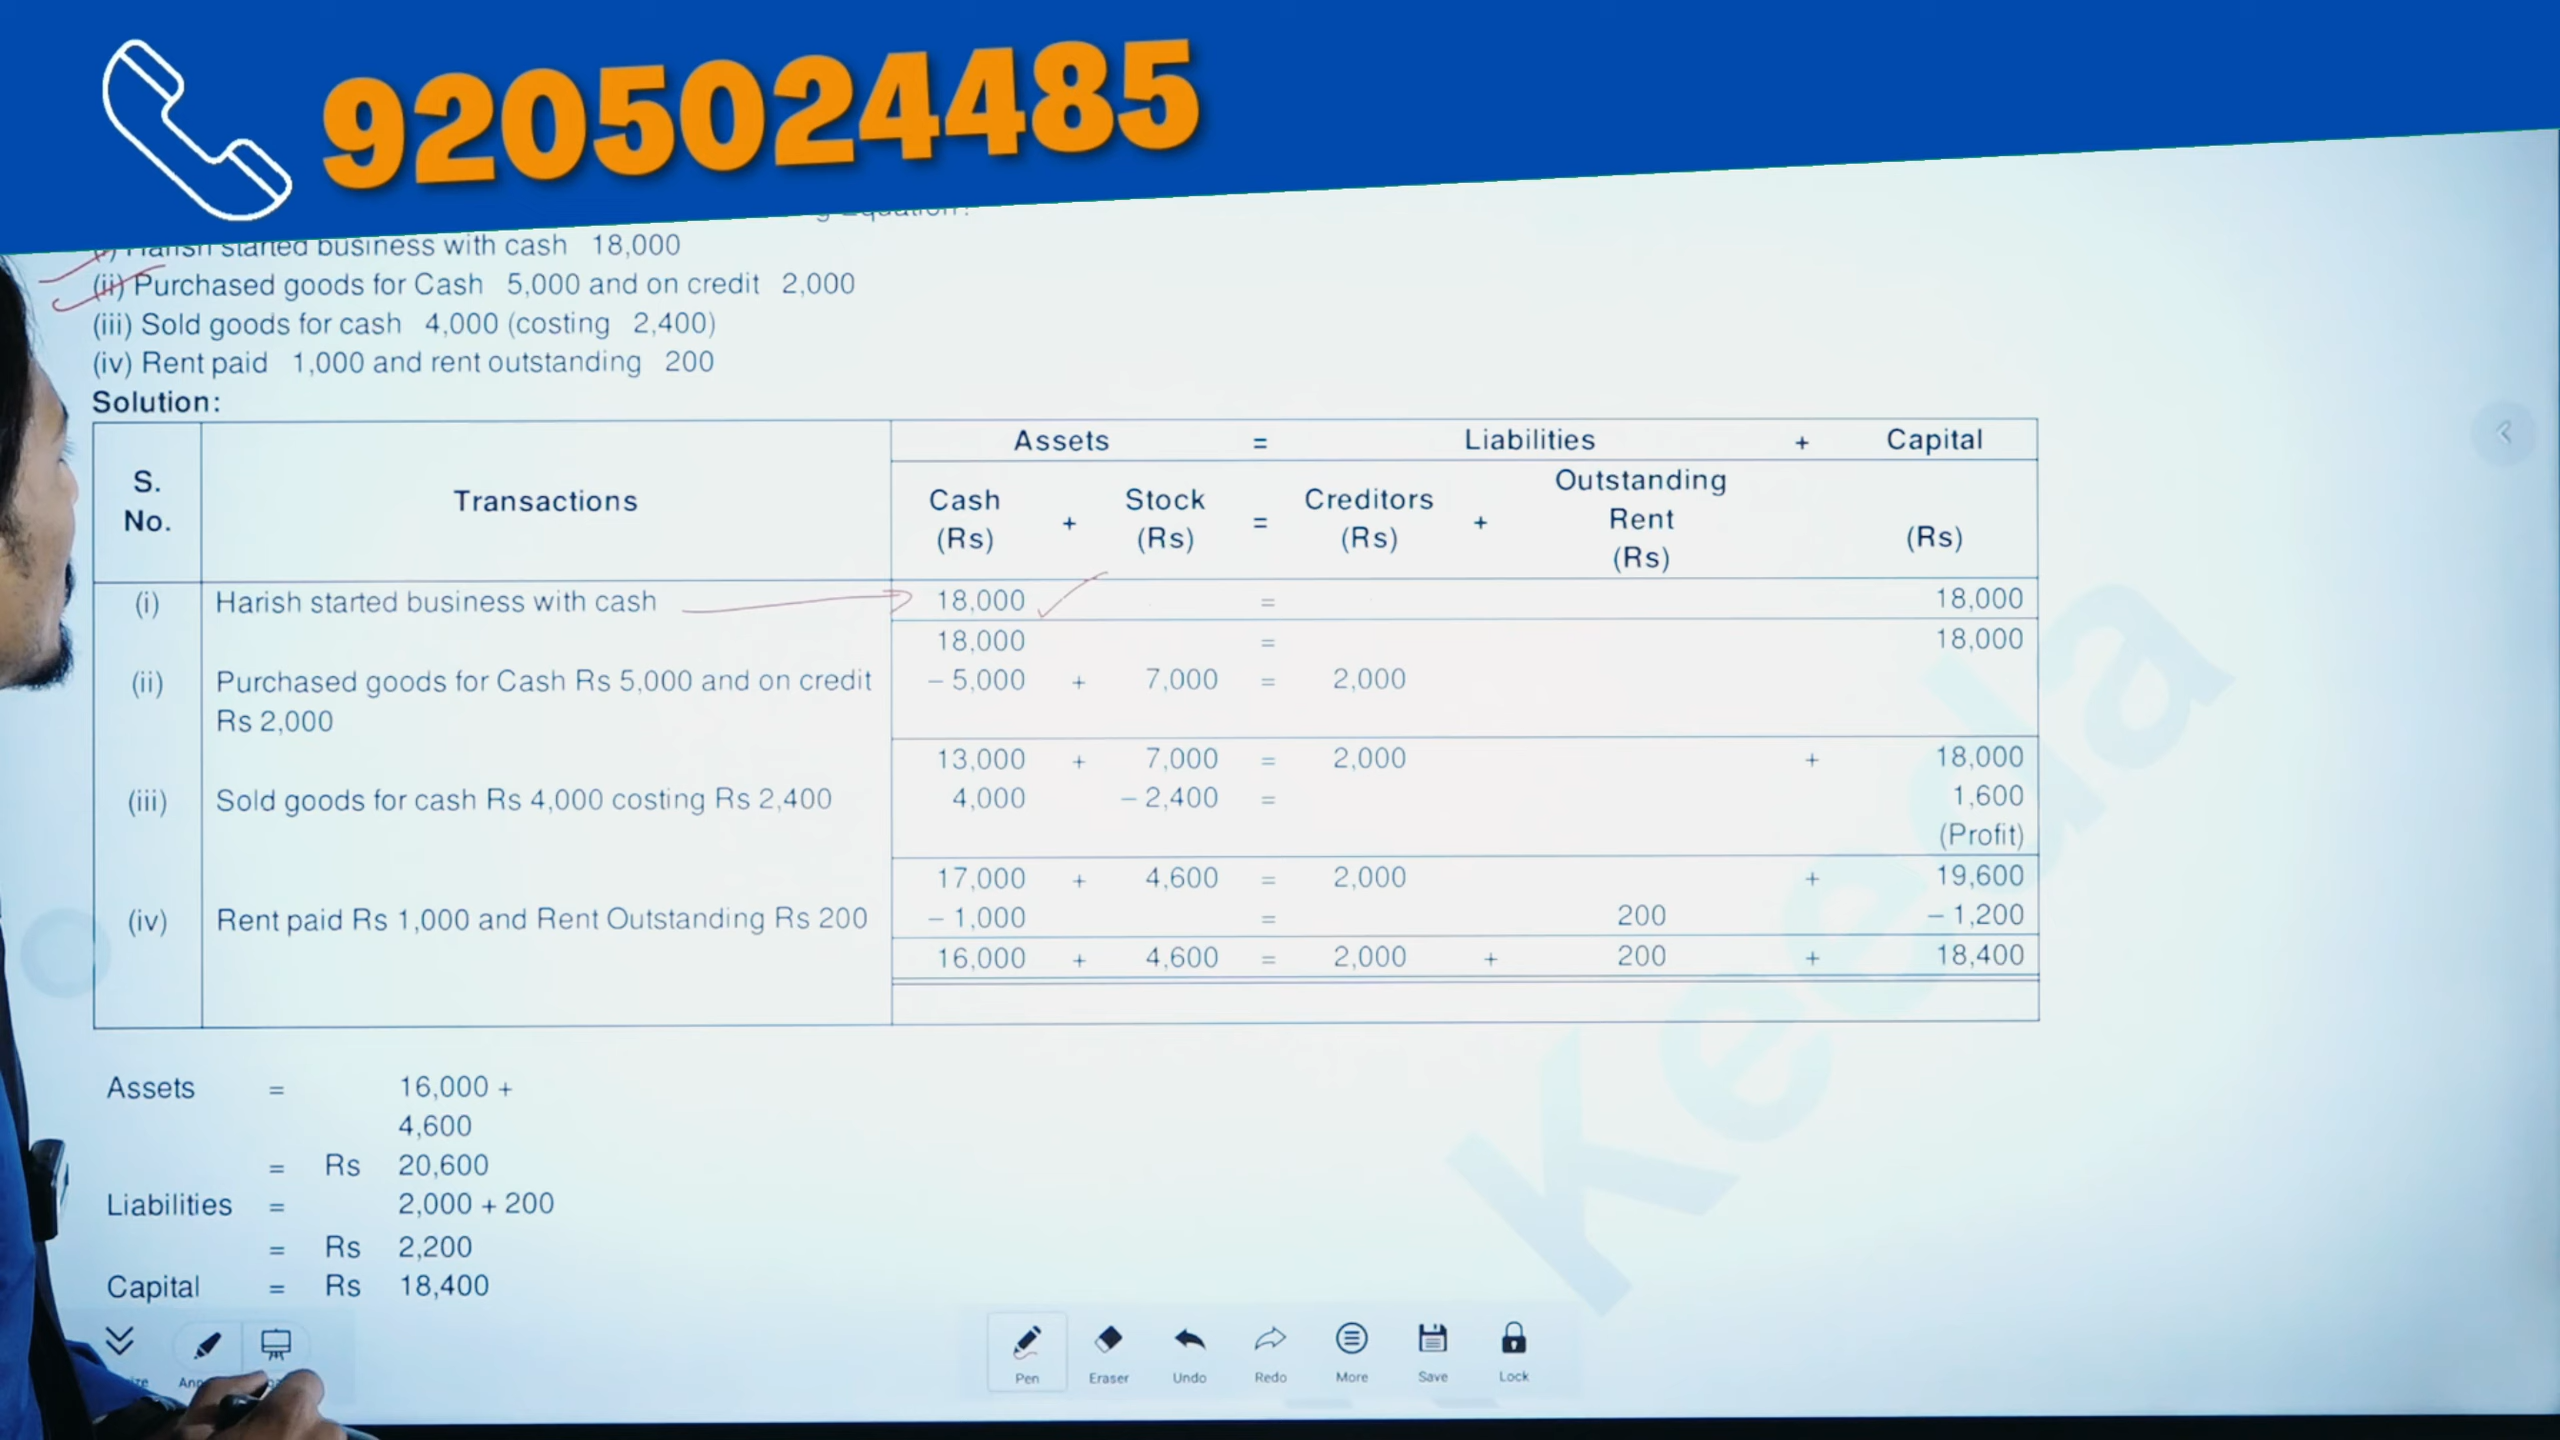 9205024485
started business with cash 18,000
(ii) Purchased goods for Cash 5,000 and on credit 2,000
(iii) Sold goods for cash 4,000 (costing 2,400)
(iv) Rent paid 1,000 and rent outstanding 200
Solution:
Assets = Liabilities + Capital
S. No. Transactions Cash (Rs) + Stock (Rs) = Creditors (Rs) + Outstanding Rent (Rs) (Rs)
(i) Harish started business with cash 18,000 = 18,000
18,000 = 18,000
(ii) Purchased goods for Cash Rs 5,000 and on credit – 5,000 + 7,000 = 2,000
Rs 2,000
13,000 + 7,000 = 2,000 + 18,000
(iii) Sold goods for cash Rs 4,000 costing Rs 2,400 4,000 – 2,400 = 1,600
(Profit)
17,000 + 4,600 = 2,000 + 19,600
(iv) Rent paid Rs 1,000 and Rent Outstanding Rs 200 – 1,000 = 200 – 1,200
16,000 + 4,600 = 2,000 + 200 + 18,400
Assets = 16,000 +
4,600
= Rs 20,600
Liabilities = 2,000 + 200
= Rs 2,200
Capital = Rs 18,400
Keeda
Pen Eraser Undo Redo More Save Lock